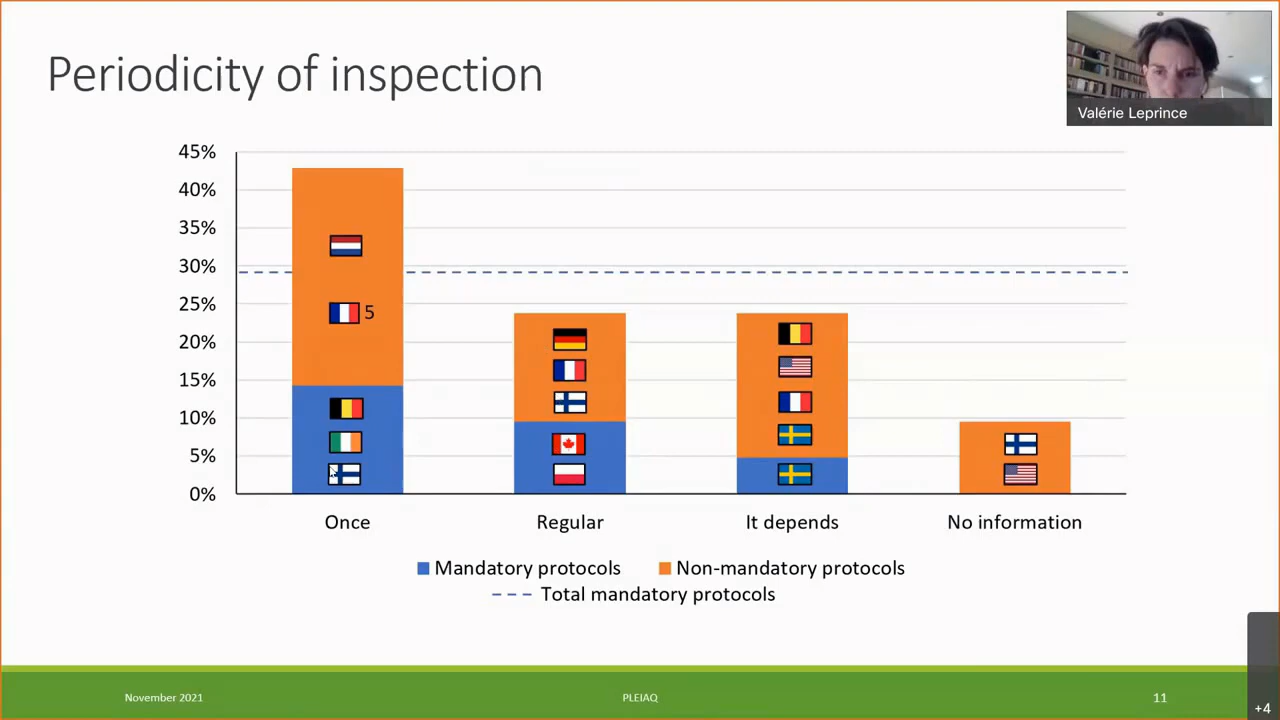 Periodicity of inspection
Valérie Leprince
45%
40%
35%
30%
25%
20%
15%
10%
5%
0%
5
Once
Regular
It depends
No information
Mandatory protocols
Non-mandatory protocols
Total mandatory protocols
November 2021
PLEIAQ
11
+4